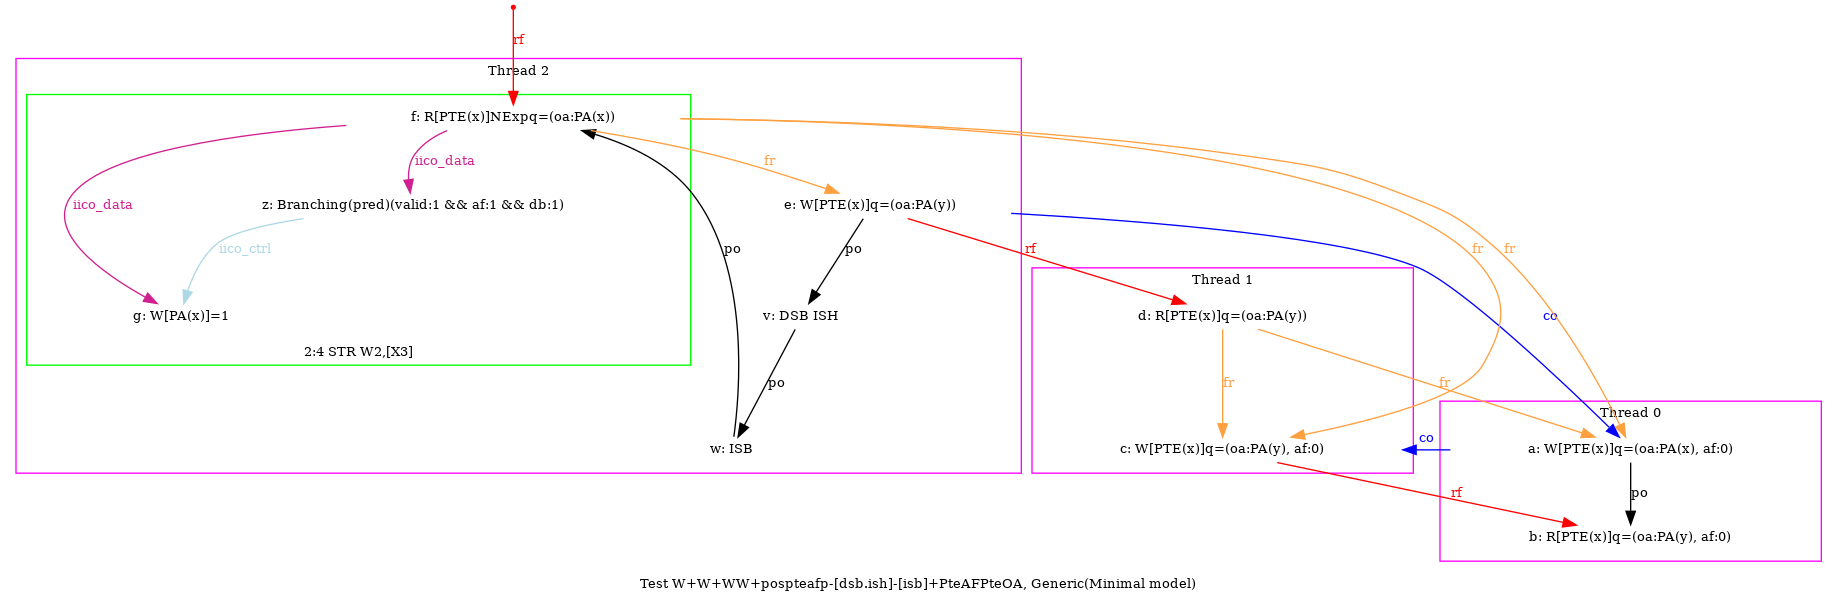 rf
Thread 2
f: R[PTE(x)]NExpq=(oa:PA(x))
iico_data
fr
iico_data
z: Branching(pred)(valid:1 && af:1 && db:1)
e: W[PTE(x)]q=(oa:PA(y))
iico_ctrl
po
po
rf
fr
fr
Thread 1
g: W[PA(x)]=1
v: DSB ISH
d: R[PTE(x)]q=(oa:PA(y))
co
2:4 STR W2,[X3]
po
fr
fr
Thread 0
co
w: ISB
c: W[PTE(x)]q=(oa:PA(y), af:0)
a: W[PTE(x)]q=(oa:PA(x), af:0)
rf
po
b: R[PTE(x)]q=(oa:PA(y), af:0)
Test W+W+WW+pospteafp-[dsb.ish]-[isb]+PteAFPteOA, Generic(Minimal model)